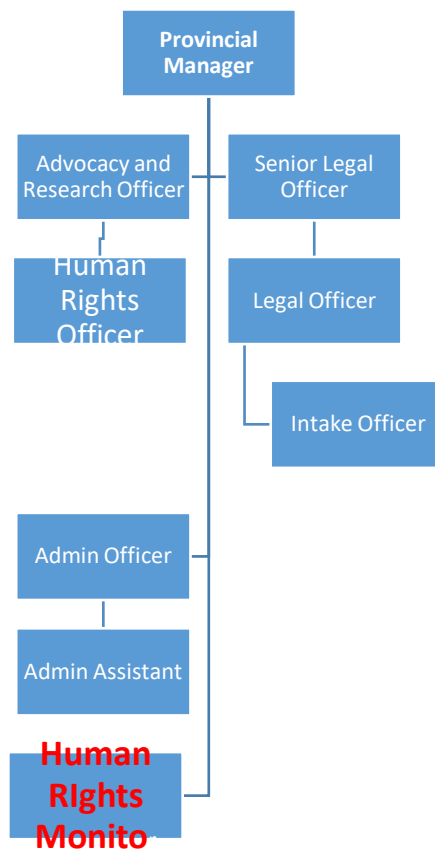 Provincial
Manager
Advocacy and
Research Officer
Senior Legal
Officer
Human
Rights
Officer
Legal Officer
Intake Officer
Admin Officer
Admin Assistant
Human
RIghts
Monito